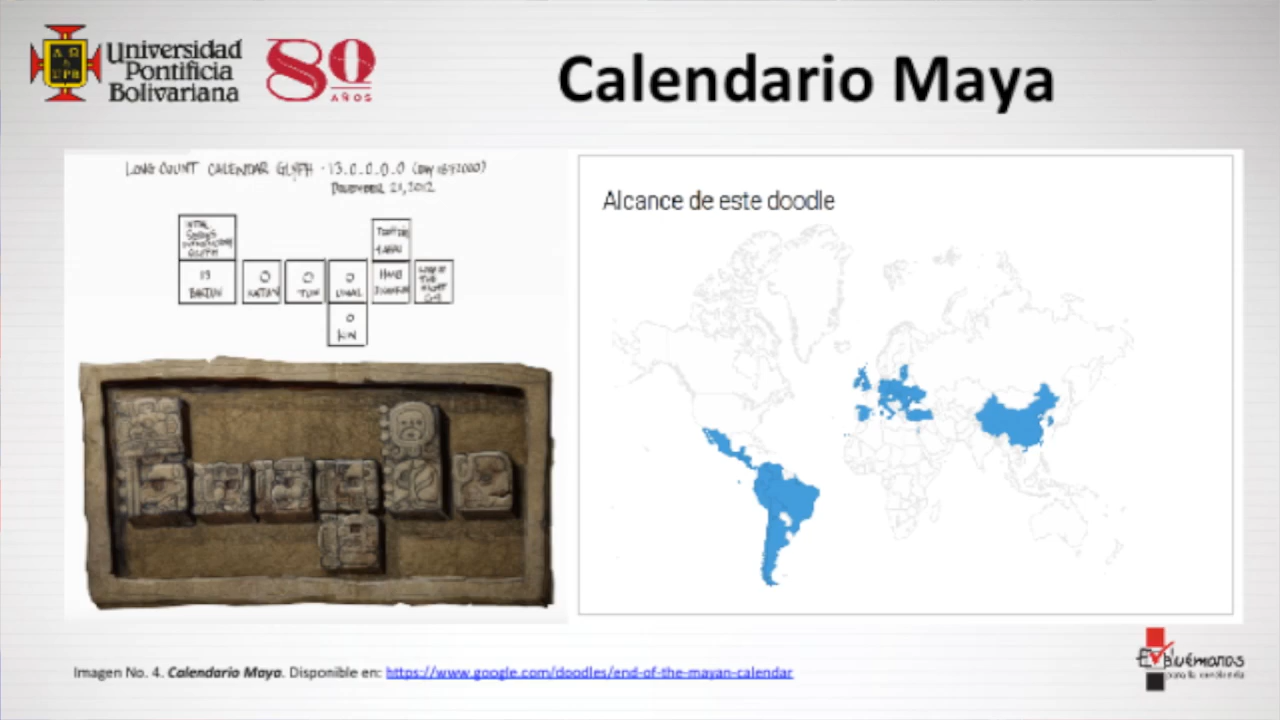 Universidad
Pontificia
Bolivariana
80
AÑOS
Calendario Maya
LONG COUNT CALENDAR GLYPH - 13.0.0.0.0
DECEMBER 21, 2012
13
BAKTUN
0
KATUN
0
TUN
0
UINAL
0
KIN
Alcance de este doodle
Imagen No. 4. Calendario Maya. Disponible en: https://www.google.com/doodles/end-of-the-mayan-calendar
Evaluémonos